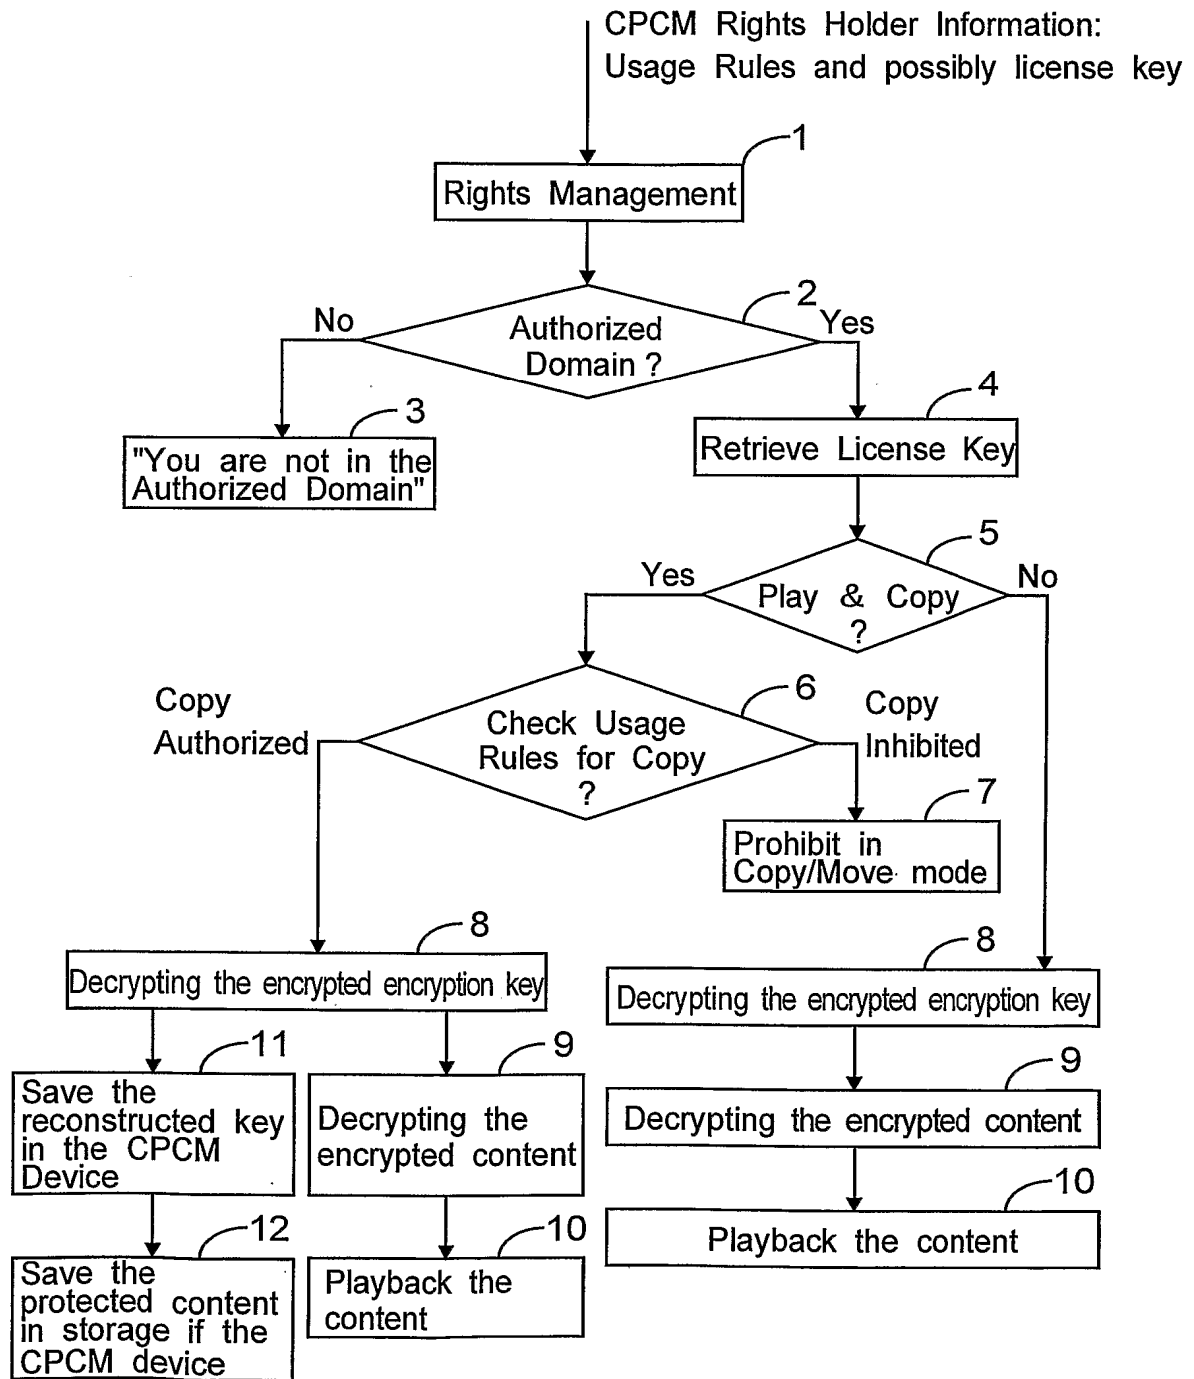 CPCM Rights Holder Information:
Usage Rules and possibly license key
1
Rights Management
2
No
Authorized
Domain ?
Yes
3
"You are not in the
Authorized Domain"
4
Retrieve License Key
5
Yes
Play & Copy
?
No
Copy
Authorized
6
Check Usage
Rules for Copy
?
Copy
Inhibited
7
Prohibit in
Copy/Move mode
8
Decrypting the encrypted encryption key
8
Decrypting the encrypted encryption key
11
Save the
reconstructed key
in the CPCM
Device
9
Decrypting the
encrypted content
9
Decrypting the encrypted content
12
Save the
protected content
in storage if the
CPCM device
10
Playback the
content
10
Playback the content